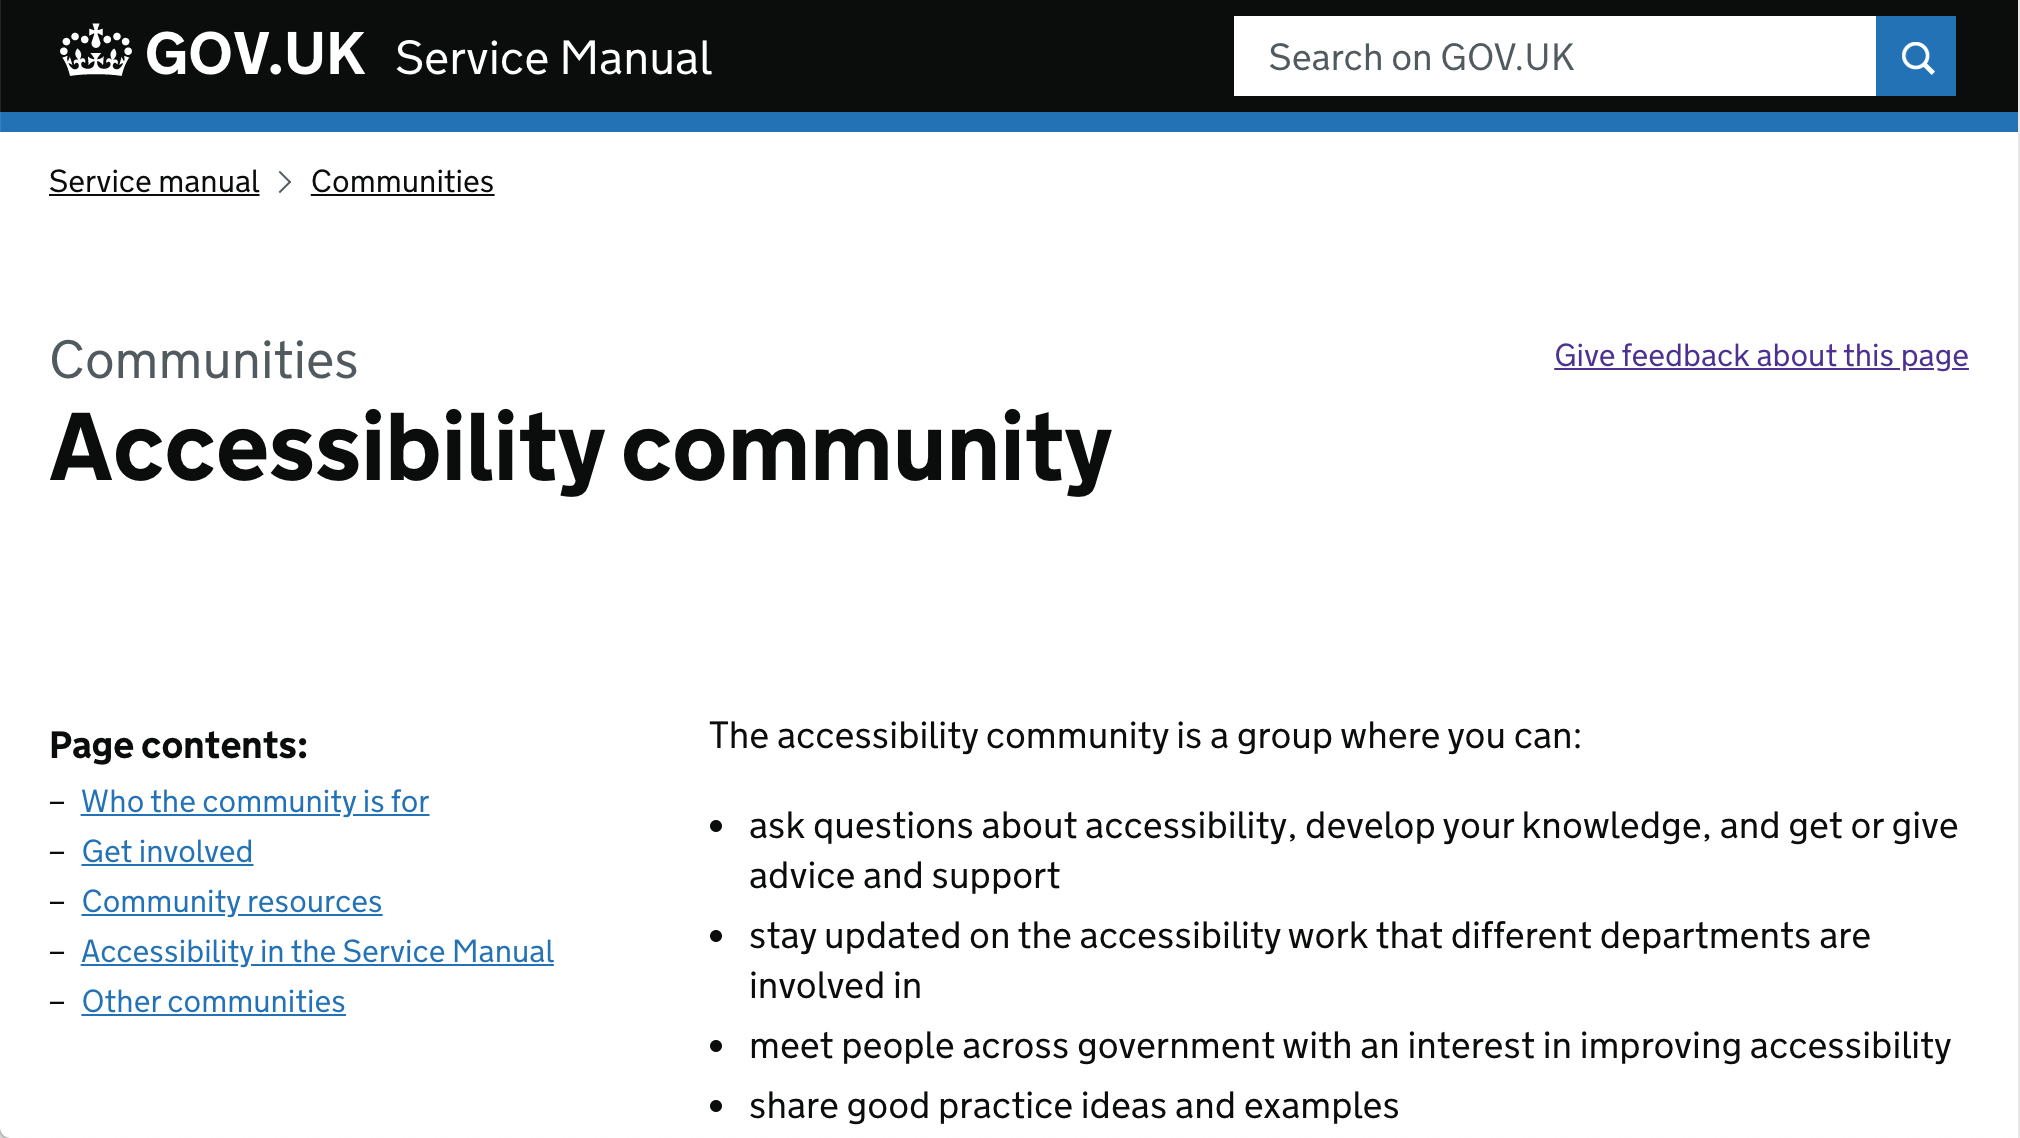 GOV.UK Service Manual
Search on GOV.UK
Service manual
Communities
Communities
Give feedback about this page
Accessibility community
Page contents:
– Who the community is for
– Get involved
– Community resources
– Accessibility in the Service Manual
– Other communities
The accessibility community is a group where you can:
• ask questions about accessibility, develop your knowledge, and get or give
advice and support
• stay updated on the accessibility work that different departments are
involved in
• meet people across government with an interest in improving accessibility
• share good practice ideas and examples